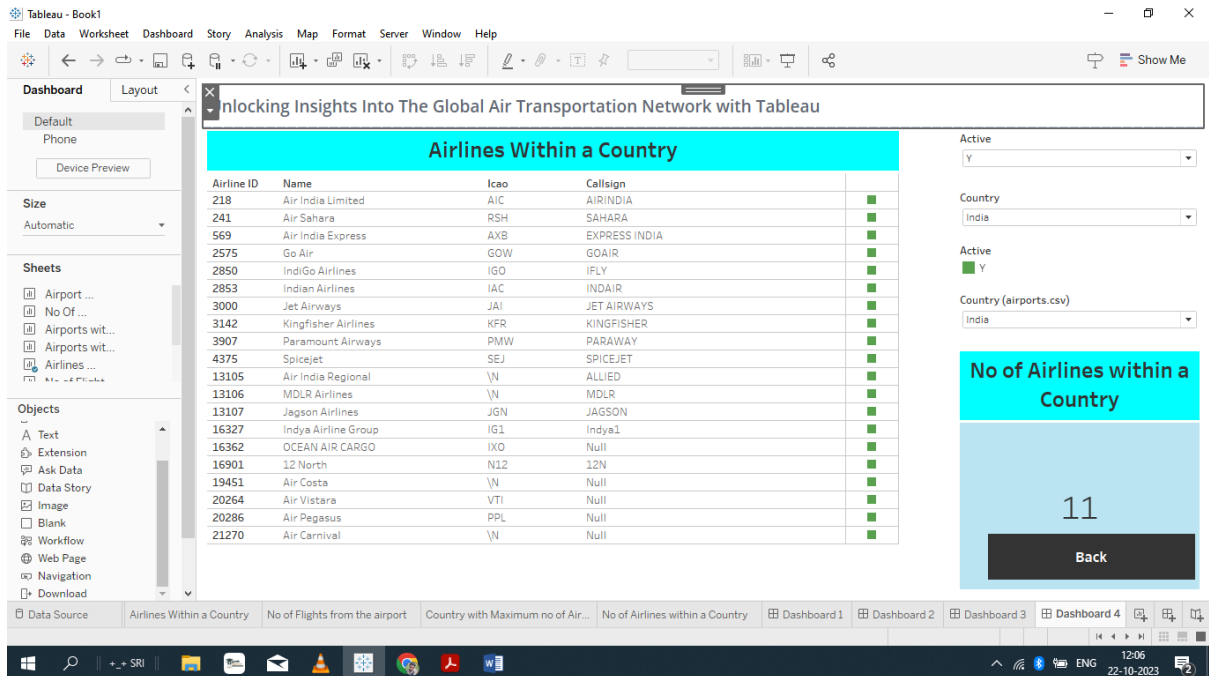 Tableau - Book1
File Data Worksheet Dashboard Story Analysis Map Format Server Window Help
Show Me
Dashboard Layout
Default
Phone
Device Preview
Size
Automatic
Sheets
Airport ...
No Of ...
Airports wit...
Airports wit...
Airlines ...
Objects
Text
Extension
Ask Data
Data Story
Image
Blank
Workflow
Web Page
Navigation
Download
nlocking Insights Into The Global Air Transportation Network with Tableau
Airlines Within a Country
Airline ID Name Icao Callsign
218 Air India Limited AIC AIRINDIA
241 Air Sahara RSH SAHARA
569 Air India Express AXB EXPRESS INDIA
2575 Go Air GOW GOAIR
2850 IndiGo Airlines IGO IFLY
2853 Indian Airlines IAC INDAIR
3000 Jet Airways JAI JET AIRWAYS
3142 Kingfisher Airlines KFR KINGFISHER
3907 Paramount Airways PMW PARAWAY
4375 Spicejet SEJ SPICEJET
13105 Air India Regional \N ALLIED
13106 MDLR Airlines \N MDLR
13107 Jagson Airlines JGN JAGSON
16327 Indya Airline Group IG1 Indya1
16362 OCEAN AIR CARGO IXO Null
16901 12 North N12 12N
19451 Air Costa \N Null
20264 Air Vistara VTI Null
20286 Air Pegasus PPL Null
21270 Air Carnival \N Null
Active
Y
Country
India
Active
Y
Country (airports.csv)
India
No of Airlines within a
Country
11
Back
Data Source Airlines Within a Country No of Flights from the airport Country with Maximum no of Air... No of Airlines within a Country Dashboard 1 Dashboard 2 Dashboard 3 Dashboard 4
+_+ SRI
ENG
12:06
22-10-2023
2